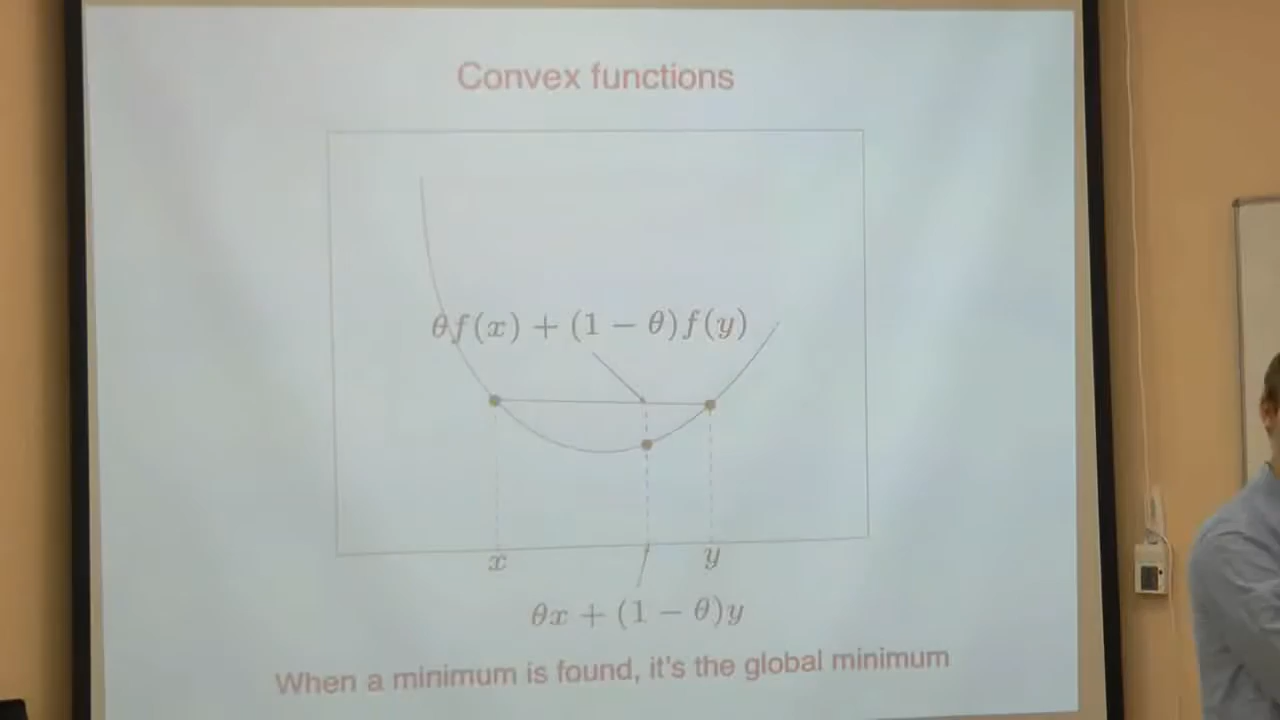 Convex functions
θf(x) + (1 − θ)f(y)
x y
θx + (1 − θ)y
When a minimum is found, it's the global minimum